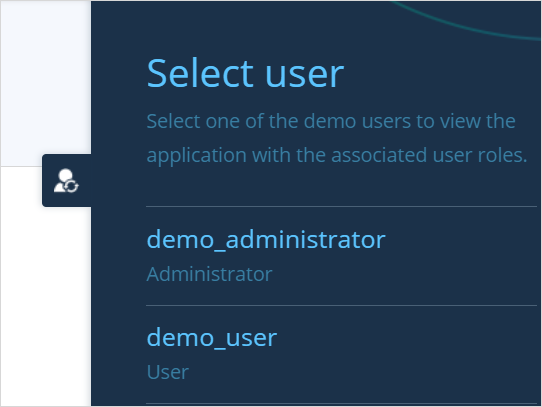 Select user
Select one of the demo users to view the
application with the associated user roles.
demo_administrator
Administrator
demo_user
User